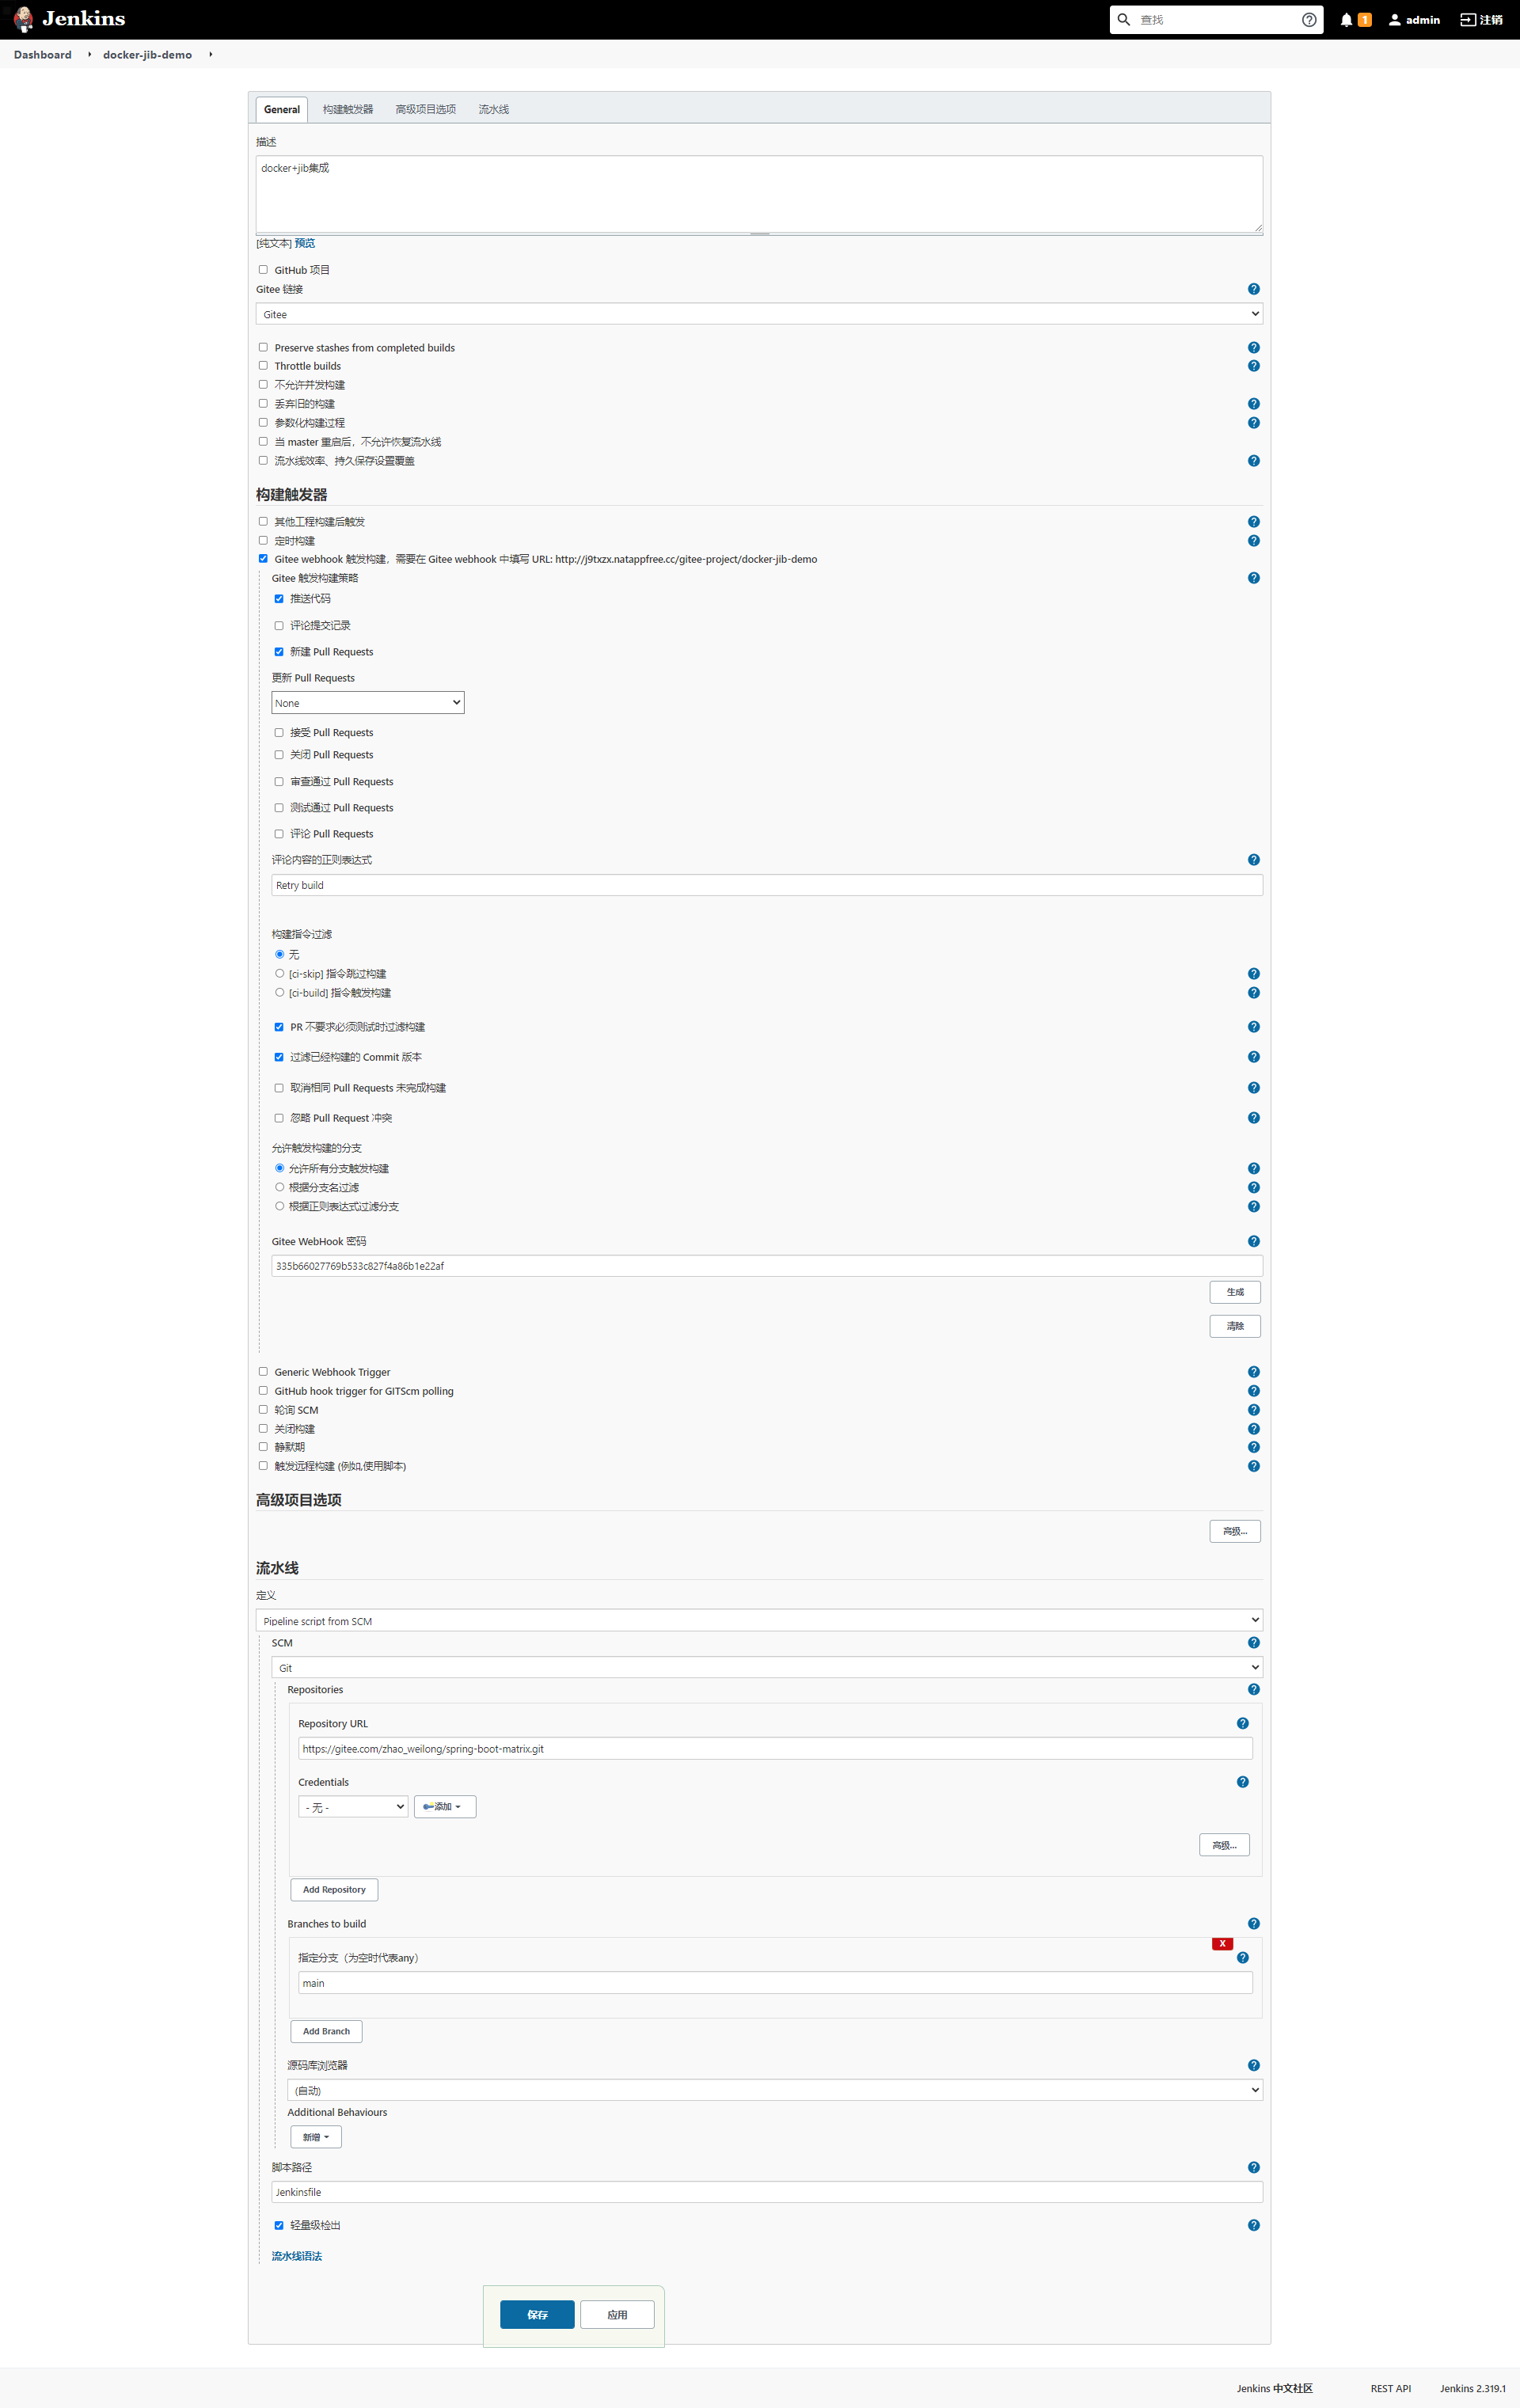 Jenkins
查找
1
admin
注销
Dashboard
docker-jib-demo
General 构建触发器 高级项目选项 流水线
描述
docker+jib集成
[纯文本] 预览
GitHub 项目
Gitee 链接
Gitee
Preserve stashes from completed builds
Throttle builds
不允许并发构建
丢弃旧的构建
参数化构建过程
当 master 重启后，不允许恢复流水线
流水线效率、持久保存设置覆盖
构建触发器
其他工程构建后触发
定时构建
Gitee webhook 触发构建，需要在 Gitee webhook 中填写 URL: http://j9txzx.natappfree.cc/gitee-project/docker-jib-demo
Gitee 触发构建策略
推送代码
评论提交记录
新建 Pull Requests
更新 Pull Requests
None
接受 Pull Requests
关闭 Pull Requests
审查通过 Pull Requests
测试通过 Pull Requests
评论 Pull Requests
评论内容的正则表达式
Retry build
构建指令过滤
无
[ci-skip] 指令跳过构建
[ci-build] 指令触发构建
PR 不要求必须测试时过滤构建
过滤已经构建的 Commit 版本
取消相同 Pull Requests 未完成构建
忽略 Pull Request 冲突
允许触发构建的分支
允许所有分支触发构建
根据分支名过滤
根据正则表达式过滤分支
Gitee WebHook 密码
335b66027769b533c827f4a86b1e22af
生成
清除
Generic Webhook Trigger
GitHub hook trigger for GITScm polling
轮询 SCM
关闭构建
静默期
触发远程构建 (例如,使用脚本)
高级项目选项
高级...
流水线
定义
Pipeline script from SCM
SCM
Git
Repositories
Repository URL
https://gitee.com/zhao_weilong/spring-boot-matrix.git
Credentials
- 无 -
添加
高级...
Add Repository
Branches to build
X
指定分支（为空时代表any）
main
Add Branch
源码库浏览器
(自动)
Additional Behaviours
新增
脚本路径
Jenkinsfile
轻量级检出
流水线语法
保存
应用
Jenkins 中文社区
REST API
Jenkins 2.319.1